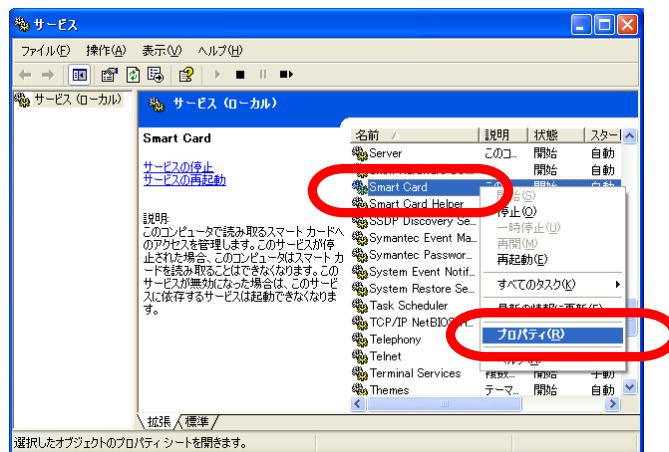 サービス
ファイル(F) 操作(A) 表示(V) ヘルプ(H)
サービス (ローカル)
サービス (ローカル)
Smart Card
サービスの停止
サービスの再起動
説明:
このコンピュータで読み取るスマート カードへ
のアクセスを管理します。このサービスが停
止された場合、このコンピュータはスマート カ
ードを読み取ることはできなくなります。この
サービスが無効になった場合は、このサービ
スに依存するサービスは起動できなくなりま
す。
名前 説明 状態 スター
Server このコ... 開始 自動
Smart Card
Smart Card Helper
SSDP Discovery Se...
Symantec Event Ma...
Symantec Passwor...
System Event Notif...
System Restore Se...
Task Scheduler
TCP/IP NetBIOS
Telephony
Telnet
Terminal Services 複数... 開始 手動
Themes テーマ... 開始 自動
開始(S)
停止(O)
一時停止(U)
再開(M)
再起動(E)
すべてのタスク(K)
最新の情報に更新(F)
プロパティ(R)
ヘルプ(H)
拡張 標準
選択したオブジェクトのプロパティ シートを開きます。